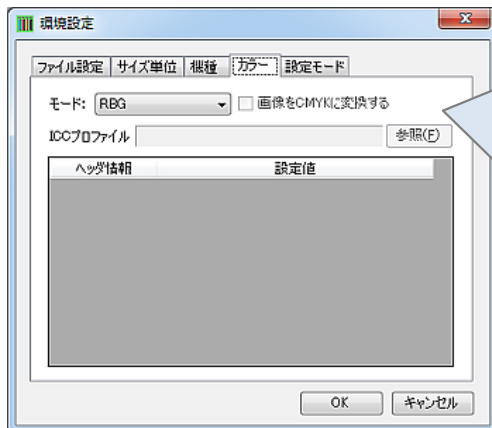 環境設定
ファイル設定 サイズ単位 機種 カラー 設定モード
モード: RBG 画像をCMYKに変換する
ICCプロファイル 参照(F)
ヘッダ情報 設定値
OK キャンセル